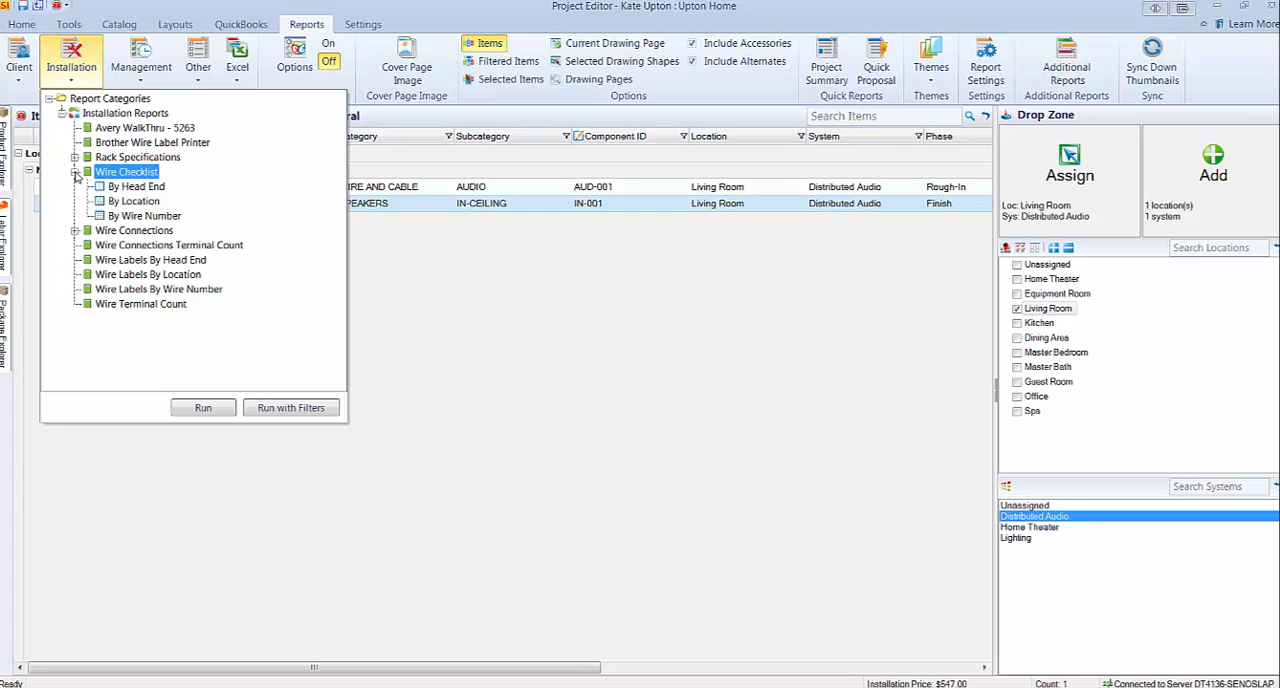 SI
Project Editor - Kate Upton : Upton Home
Home
Tools
Catalog
Layouts
QuickBooks
Reports
Settings
Learn More
Client
Installation
Management
Other
Excel
Options
On
Off
Cover Page
Image
Cover Page Image
Items
Filtered Items
Selected Items
Current Drawing Page
Selected Drawing Shapes
Drawing Pages
Include Accessories
Include Alternates
Options
Project
Summary
Quick
Proposal
Quick Reports
Themes
Themes
Report
Settings
Settings
Additional
Reports
Additional Reports
Sync Down
Thumbnails
Sync
Report Categories
Installation Reports
Avery WalkThru - 5263
Brother Wire Label Printer
Rack Specifications
Wire Checklist
By Head End
By Location
By Wire Number
Wire Connections
Wire Connections Terminal Count
Wire Labels By Head End
Wire Labels By Location
Wire Labels By Wire Number
Wire Terminal Count
Run
Run with Filters
Product Explorer
Labor Explorer
Package Explorer
Search Items
Subcategory
Component ID
Location
System
Phase
AUDIO
AUD-001
Living Room
Distributed Audio
Rough-In
IN-CEILING
IN-001
Living Room
Distributed Audio
Finish
Drop Zone
Assign
Loc: Living Room
Sys: Distributed Audio
Add
1 location(s)
1 system
Search Locations
Unassigned
Home Theater
Equipment Room
Living Room
Kitchen
Dining Area
Master Bedroom
Master Bath
Guest Room
Office
Spa
Search Systems
Unassigned
Distributed Audio
Home Theater
Lighting
Ready
Installation Price: $547.00
Count: 1
Connected to Server DT4136-SENOSLAP